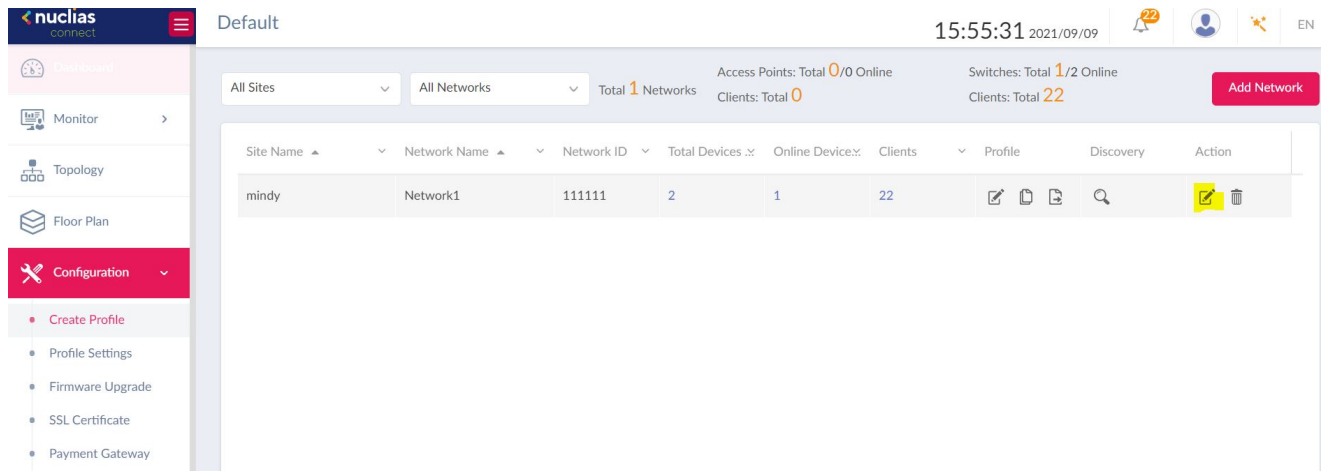 nuclias
connect
Default
15:55:31 2021/09/09
22
EN
Dashboard
Monitor
Topology
Floor Plan
Configuration
Create Profile
Profile Settings
Firmware Upgrade
SSL Certificate
Payment Gateway
All Sites
All Networks
Total 1 Networks
Access Points: Total 0/0 Online
Clients: Total 0
Switches: Total 1/2 Online
Clients: Total 22
Add Network
Site Name Network Name Network ID Total Devices .. Online Device.. Clients Profile Discovery Action
mindy Network1 111111 2 1 22